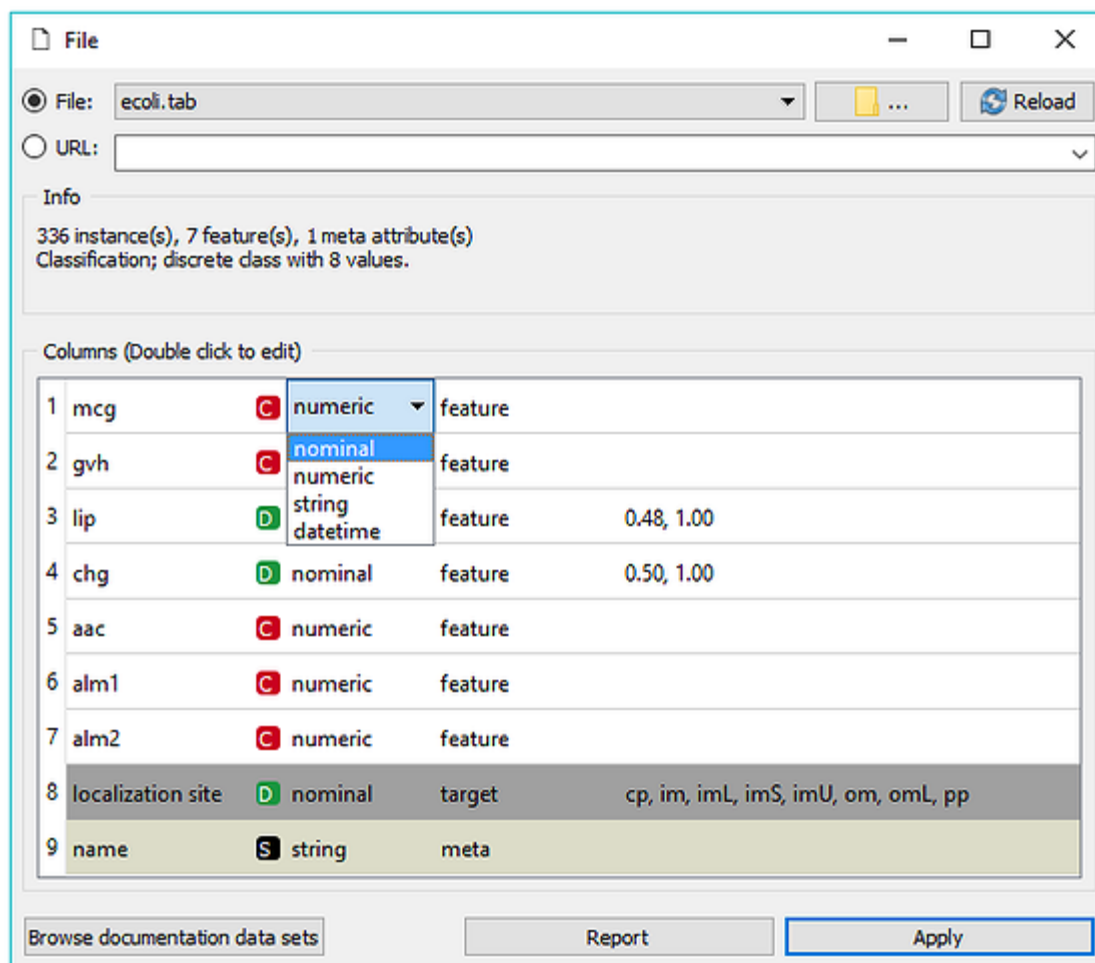 File
File: ecoli.tab ... Reload
URL:
Info
336 instance(s), 7 feature(s), 1 meta attribute(s)
Classification; discrete class with 8 values.
Columns (Double click to edit)
1 mcg C numeric feature
nominal
2 gvh C feature
numeric
string
3 lip D feature 0.48, 1.00
datetime
4 chg D nominal feature 0.50, 1.00
5 aac C numeric feature
6 alm1 C numeric feature
7 alm2 C numeric feature
8 localization site D nominal target cp, im, imL, imS, imU, om, omL, pp
9 name S string meta
Browse documentation data sets Report Apply